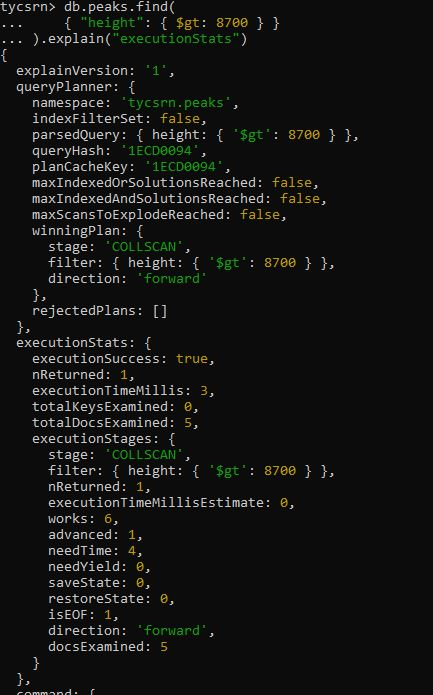 tycsrn> db.peaks.find(
...     { "height": { $gt: 8700 } }
... ).explain("executionStats")
{
  explainVersion: '1',
  queryPlanner: {
    namespace: 'tycsrn.peaks',
    indexFilterSet: false,
    parsedQuery: { height: { '$gt': 8700 } },
    queryHash: '1ECD0094',
    planCacheKey: '1ECD0094',
    maxIndexedOrSolutionsReached: false,
    maxIndexedAndSolutionsReached: false,
    maxScansToExplodeReached: false,
    winningPlan: {
      stage: 'COLLSCAN',
      filter: { height: { '$gt': 8700 } },
      direction: 'forward'
    },
    rejectedPlans: []
  },
  executionStats: {
    executionSuccess: true,
    nReturned: 1,
    executionTimeMillis: 3,
    totalKeysExamined: 0,
    totalDocsExamined: 5,
    executionStages: {
      stage: 'COLLSCAN',
      filter: { height: { '$gt': 8700 } },
      nReturned: 1,
      executionTimeMillisEstimate: 0,
      works: 6,
      advanced: 1,
      needTime: 4,
      needYield: 0,
      saveState: 0,
      restoreState: 0,
      isEOF: 1,
      direction: 'forward',
      docsExamined: 5
    }
  },
  command: {